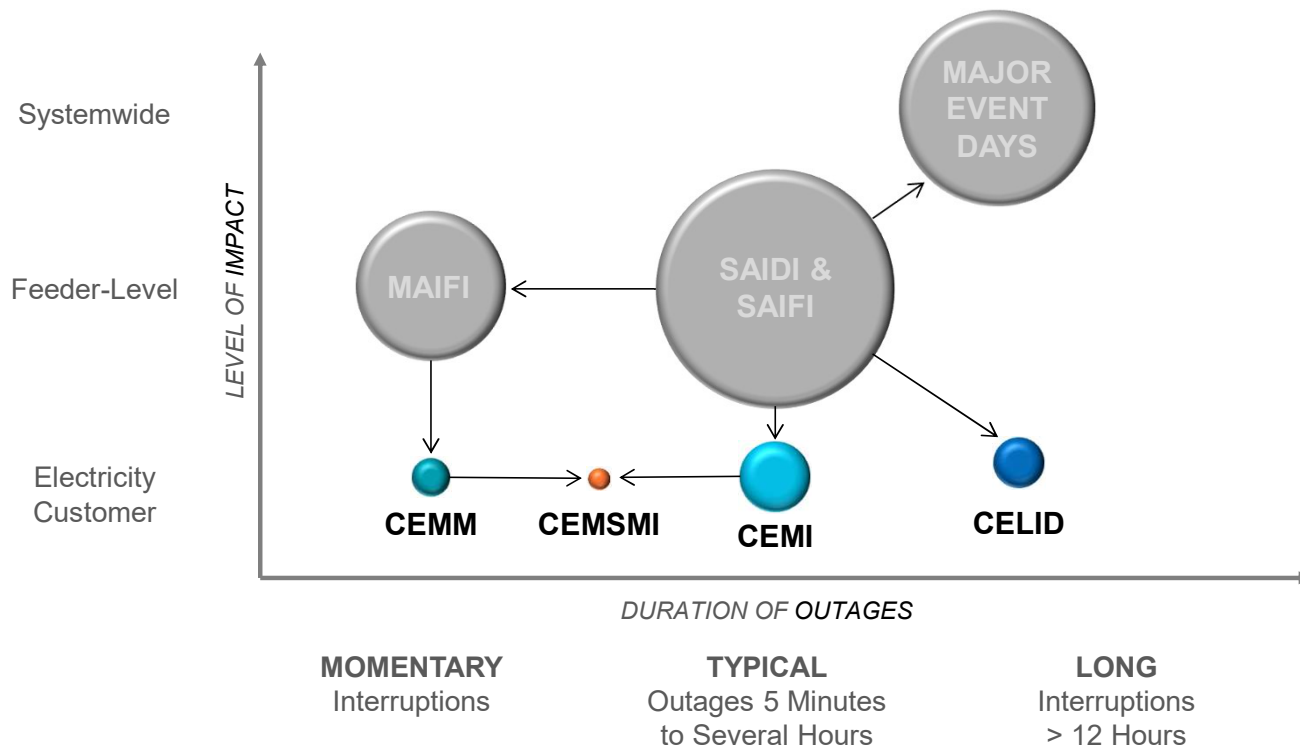 MAJOR
EVENT
DAYS
Systemwide
LEVEL OF IMPACT
SAIDI &
SAIFI
MAIFI
Feeder-Level
Electricity
Customer
CEMM
CEMSMI
CEMI
CELID
DURATION OF OUTAGES
MOMENTARY
Interruptions
TYPICAL
Outages 5 Minutes
to Several Hours
LONG
Interruptions
> 12 Hours